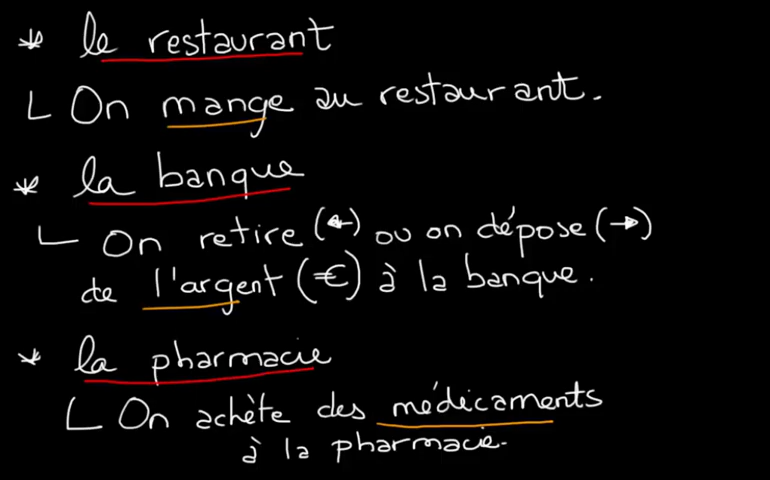 * le restaurant
On mange au restaurant.
* la banque
On retire (←) ou on dépose (→)
de l'argent (€) à la banque.
* la pharmacie
On achète des médicaments
à la pharmacie.